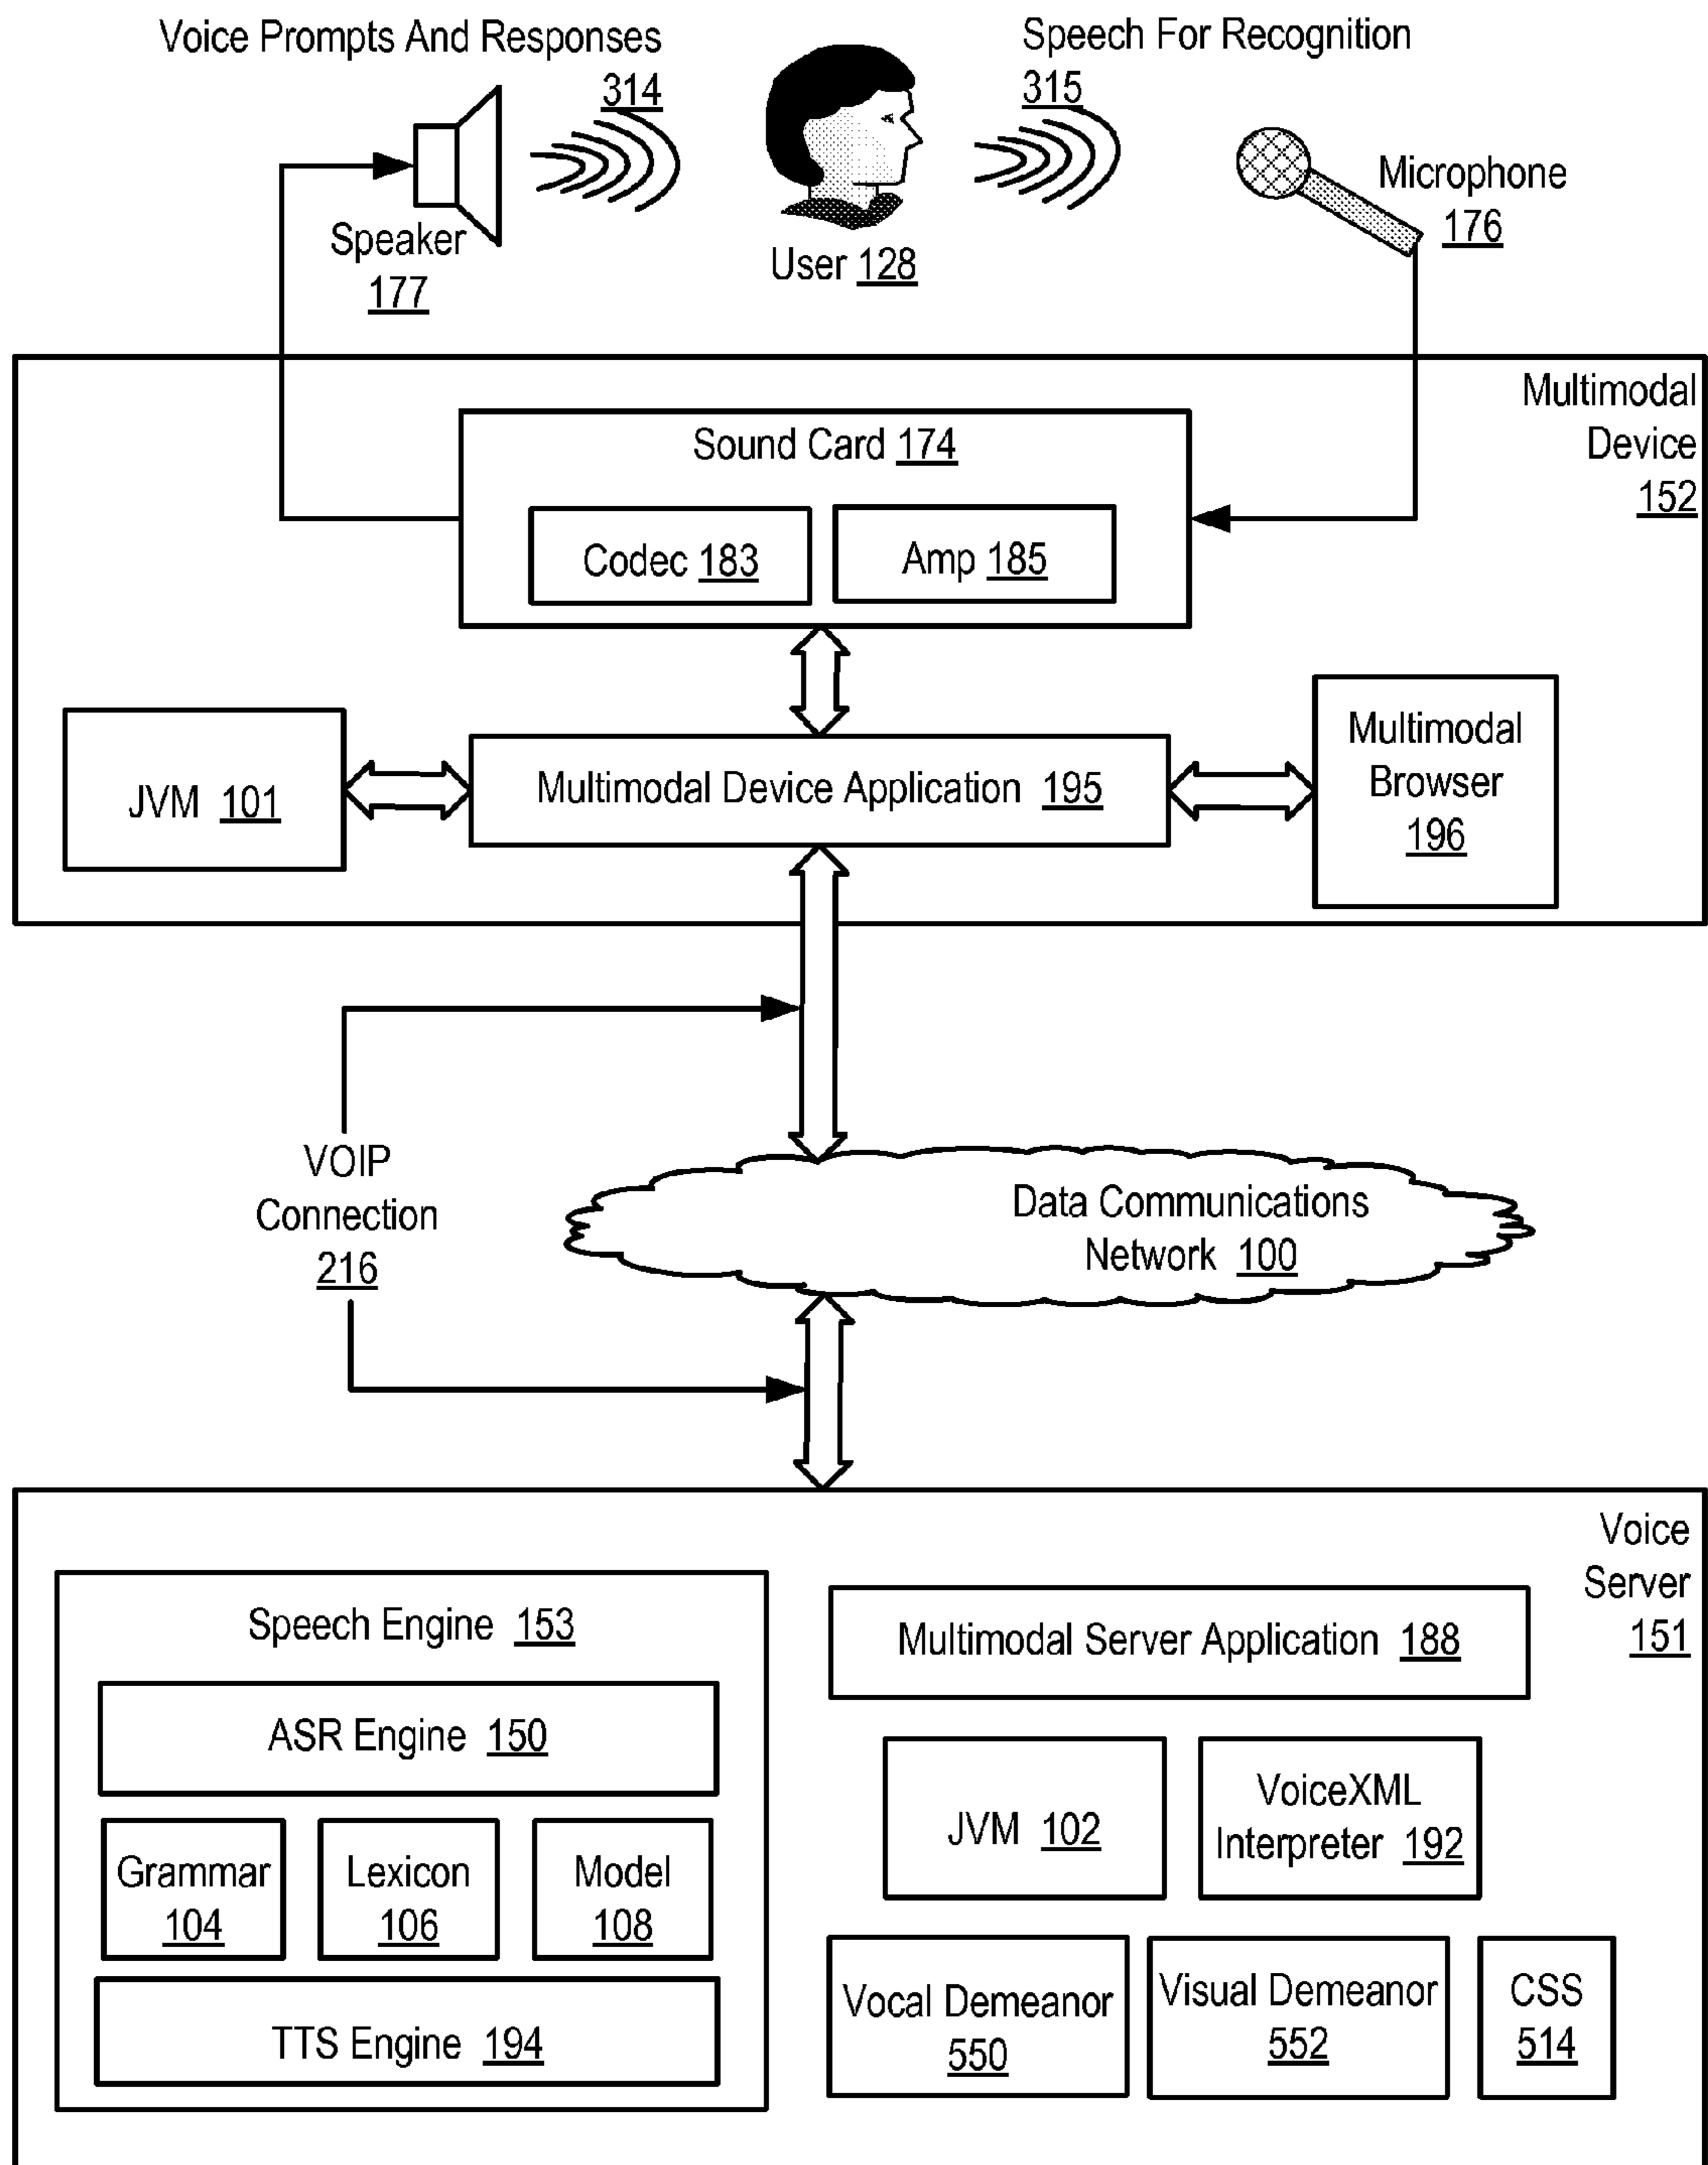 Voice Prompts And Responses
314
Speech For Recognition
315
Speaker
177
User 128
Microphone
176
Multimodal
Device
152
Sound Card 174
Codec 183
Amp 185
JVM 101
Multimodal Device Application 195
Multimodal
Browser
196
VOIP
Connection
216
Data Communications
Network 100
Voice
Server
151
Speech Engine 153
ASR Engine 150
Grammar
104
Lexicon
106
Model
108
TTS Engine 194
Multimodal Server Application 188
JVM 102
VoiceXML
Interpreter 192
Vocal Demeanor
550
Visual Demeanor
552
CSS
514